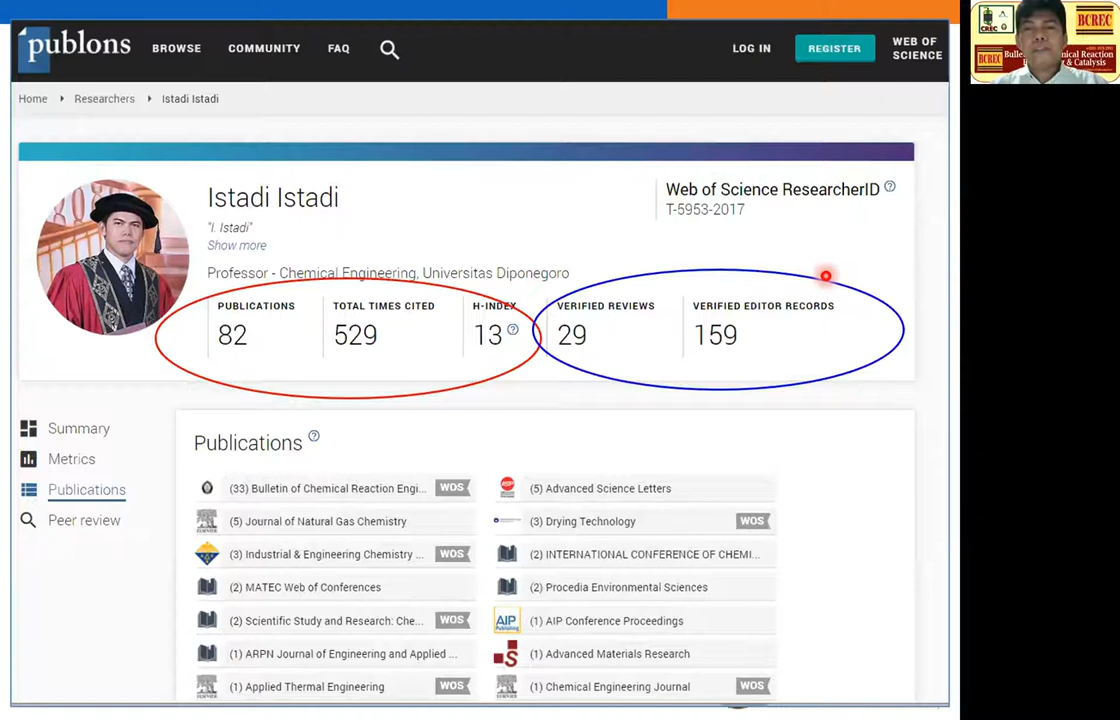 publons
BROWSE
COMMUNITY
FAQ
LOG IN
REGISTER
WEB OF
SCIENCE
CREC
BCREC
BCREC
Home
Researchers
Istadi Istadi
Istadi Istadi
"I. Istadi"
Show more
Professor - Chemical Engineering, Universitas Diponegoro
Web of Science ResearcherID ?
T-5953-2017
PUBLICATIONS
82
TOTAL TIMES CITED
529
H-INDEX
13 ?
VERIFIED REVIEWS
29
VERIFIED EDITOR RECORDS
159
Summary
Metrics
Publications
Peer review
Publications ?
(33) Bulletin of Chemical Reaction Engi... WOS
(5) Advanced Science Letters
(5) Journal of Natural Gas Chemistry
(3) Drying Technology WOS
(3) Industrial & Engineering Chemistry ... WOS
(2) INTERNATIONAL CONFERENCE OF CHEMI...
(2) MATEC Web of Conferences
(2) Procedia Environmental Sciences
(2) Scientific Study and Research: Che... WOS
AIP
Publishing
(1) AIP Conference Proceedings
(1) ARPN Journal of Engineering and Applied ...
(1) Advanced Materials Research
(1) Applied Thermal Engineering WOS
(1) Chemical Engineering Journal WOS